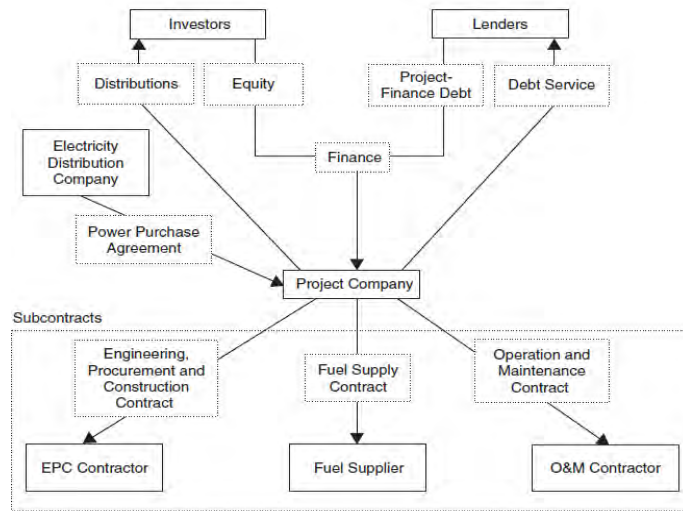 Investors
Lenders
Distributions
Equity
Project-
Finance Debt
Debt Service
Electricity
Distribution
Company
Finance
Power Purchase
Agreement
Project Company
Subcontracts
Engineering,
Procurement and
Construction
Contract
Fuel Supply
Contract
Operation and
Maintenance
Contract
EPC Contractor
Fuel Supplier
O&M Contractor